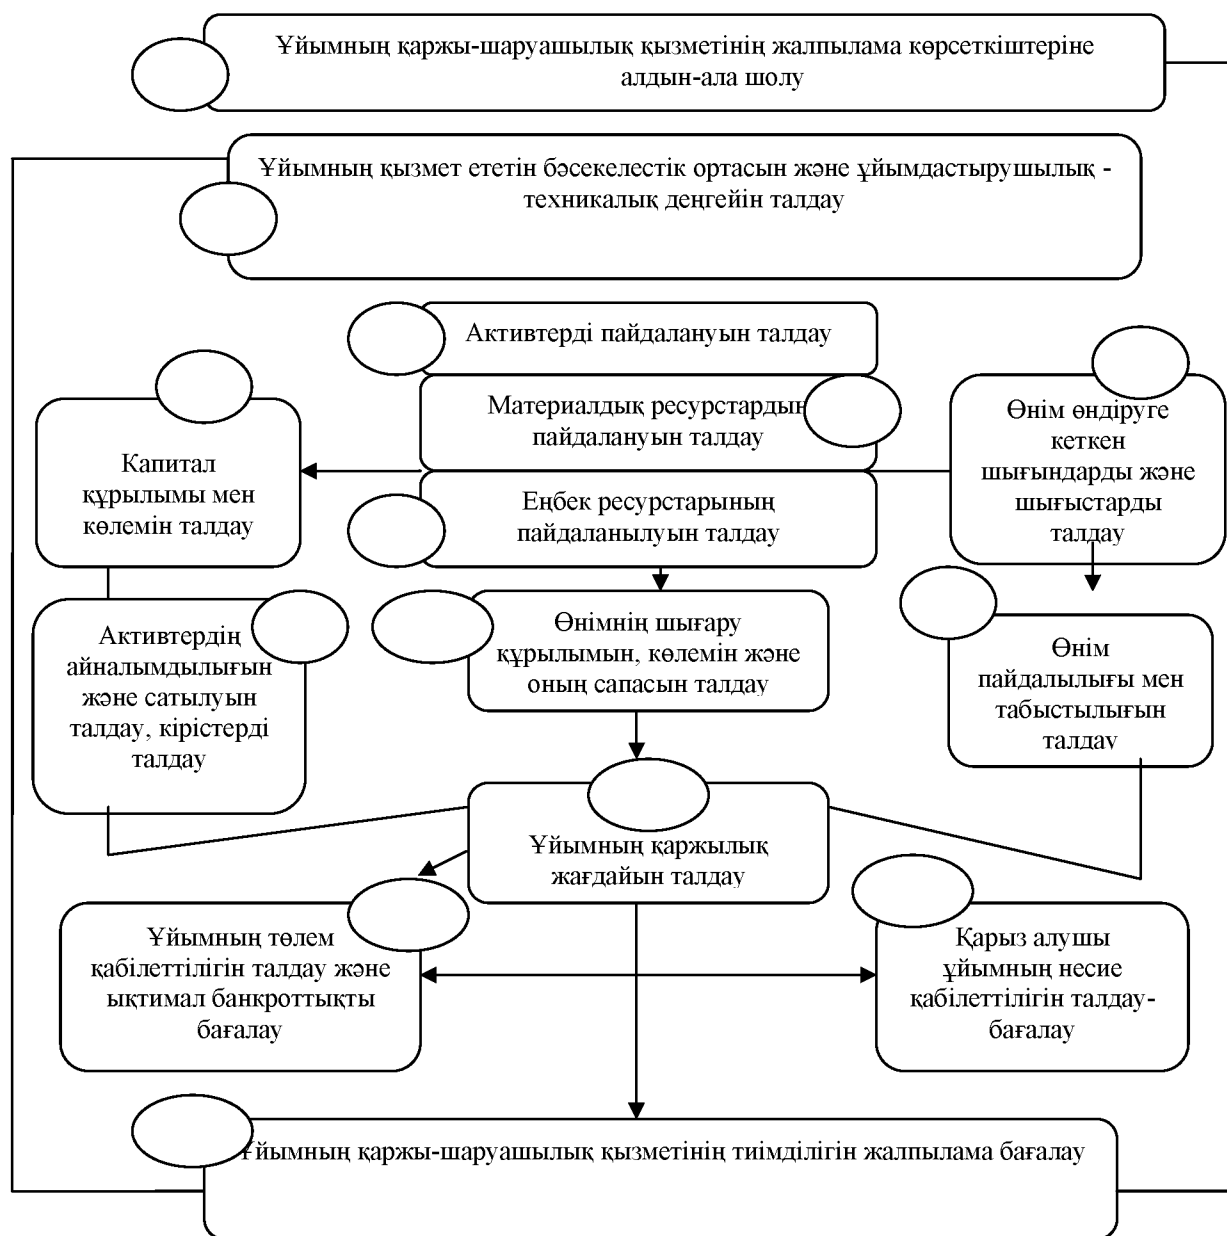 Ұйымның қаржы-шаруашылық қызметінің жалпылама көрсеткіштеріне
алдын-ала шолу
Ұйымның қызмет ететін бәсекелестік ортасын және ұйымдастырушылық -
техникалық деңгейін талдау
Активтерді пайдалануын талдау
Материалдық ресурстардың
пайдалануын талдау
Еңбек ресурстарының
пайдаланылуын талдау
Капитал
құрылымы мен
көлемін талдау
Өнім өндіруге
кеткен
шығындарды және
шығыстарды
талдау
Активтердің
айналымдылығын
және сатылуын
талдау, кірістерді
талдау
Өнімнің шығару
құрылымын, көлемін және
оның сапасын талдау
Өнім
пайдалылығы мен
табыстылығын
талдау
Ұйымның қаржылық
жағдайын талдау
Ұйымның төлем
қабілеттілігін талдау және
ықтимал банкроттықты
бағалау
Қарыз алушы
ұйымның несие
қабілеттілігін талдау-
бағалау
Ұйымның қаржы-шаруашылық қызметінің тиімділігін жалпылама бағалау